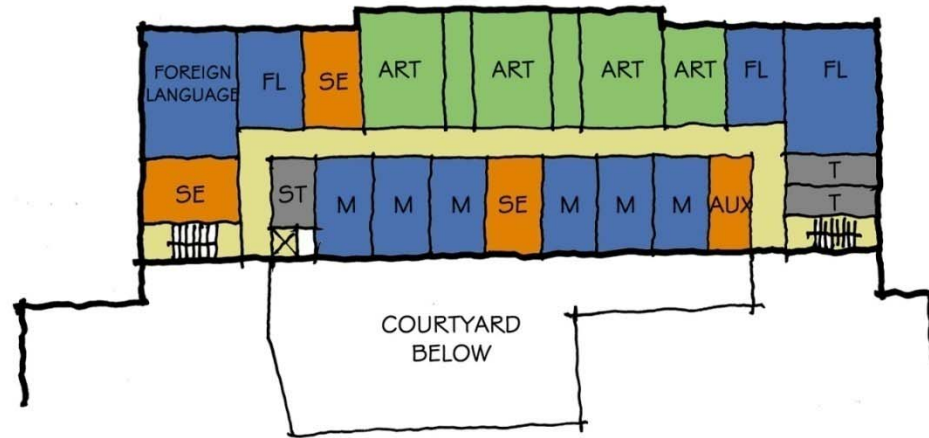 FOREIGN
LANGUAGE
FL
SE
ART
ART
ART
ART
FL
FL
SE
ST
M
M
M
SE
M
M
M
AUX
T
T
COURTYARD
BELOW